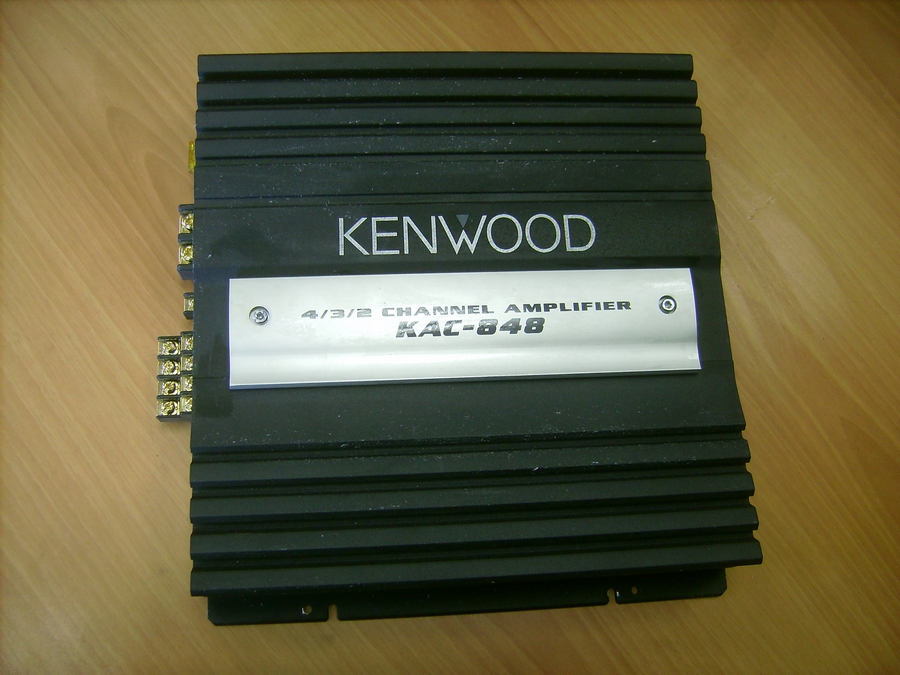 KENWOOD
4/3/2 CHANNEL AMPLIFIER
KAC-848